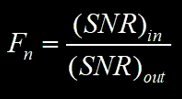 Fₙ = (SNR)ᵢₙ / (SNR)ₒᵤₜ